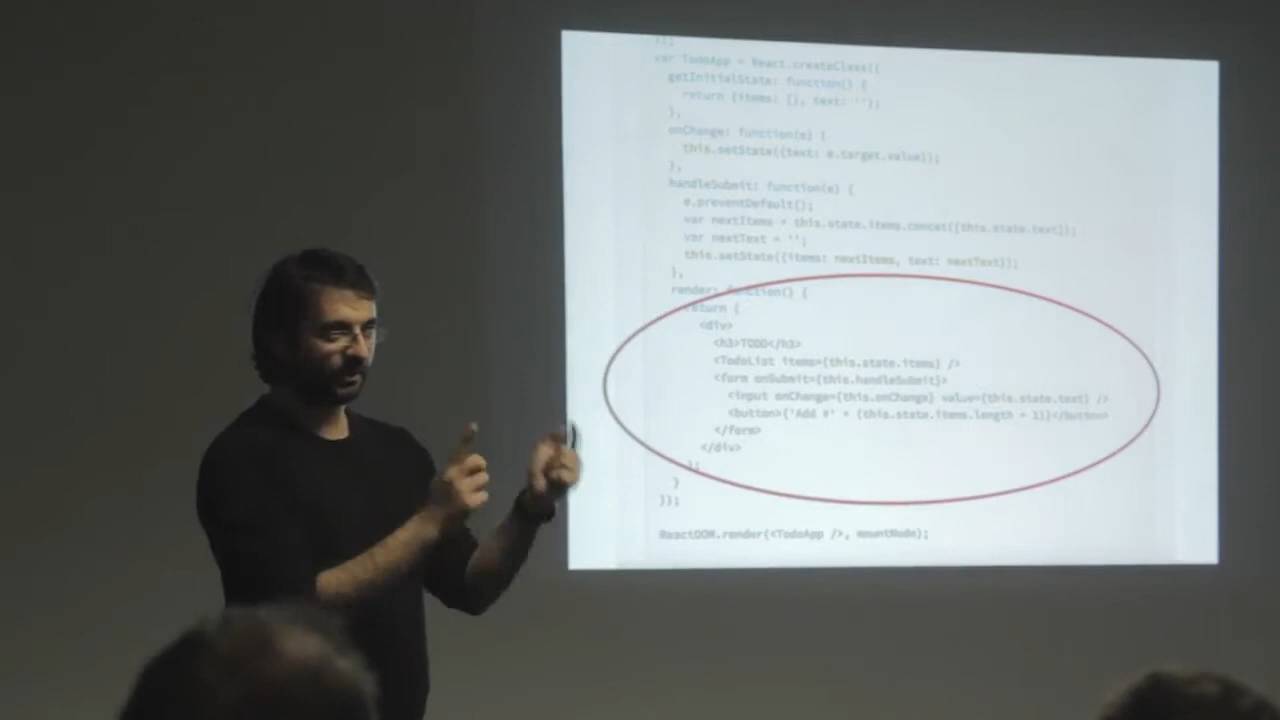 });
var TodoApp = React.createClass({
getInitialState: function() {
return {items: [], text: ''};
},
onChange: function(e) {
this.setState({text: e.target.value});
},
handleSubmit: function(e) {
e.preventDefault();
var nextItems = this.state.items.concat([this.state.text]);
var nextText = '';
this.setState({items: nextItems, text: nextText});
},
render: function() {
return (
<div>
<h3>TODO</h3>
<TodoList items={this.state.items} />
<form onSubmit={this.handleSubmit}>
<input onChange={this.onChange} value={this.state.text} />
<button>{'Add #' + (this.state.items.length + 1)}</button>
</form>
</div>
);
}
});
ReactDOM.render(<TodoApp />, mountNode);